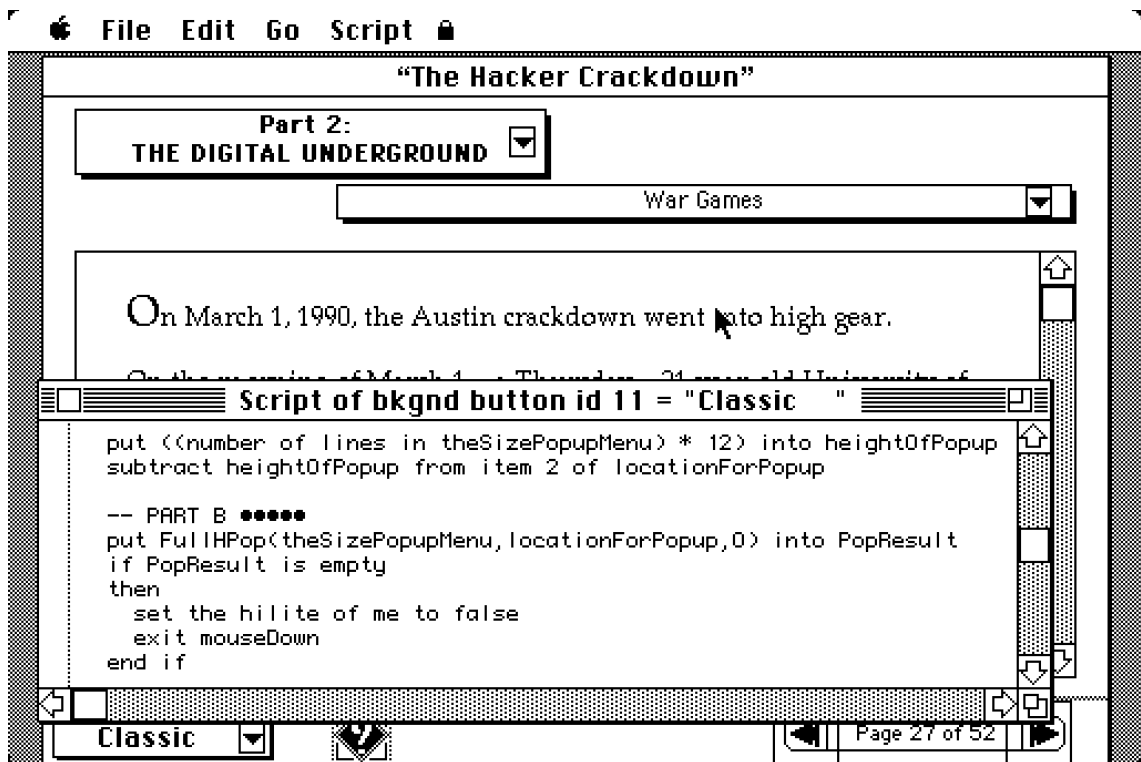 File Edit Go Script
“The Hacker Crackdown”
Part 2:
THE DIGITAL UNDERGROUND
War Games
On March 1, 1990, the Austin crackdown went into high gear.
Script of bkgnd button id 11 = "Classic "
put ((number of lines in theSizePopupMenu) * 12) into heightOfPopup
subtract heightOfPopup from item 2 of locationForPopup
-- PART B ●●●●●
put FullHPop(theSizePopupMenu,locationForPopup,0) into PopResult
if PopResult is empty
then
set the hilite of me to false
exit mouseDown
end if
Classic
?
Page 27 of 52